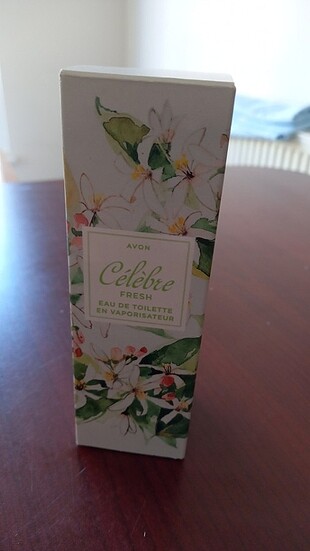 AVON
Célèbre
FRESH
EAU DE TOILETTE
EN VAPORISATEUR